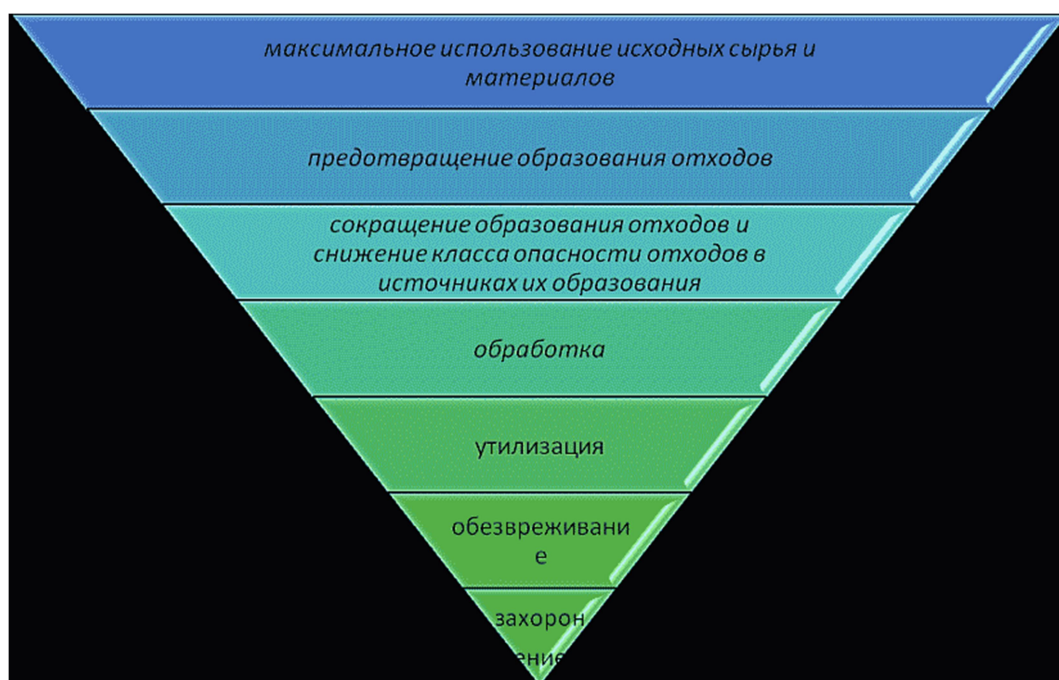 максимальное использование исходных сырья и
материалов
предотвращение образования отходов
сокращение образования отходов и
снижение класса опасности отходов в
источниках их образования
обработка
утилизация
обезвреживани
е
захорон
ение